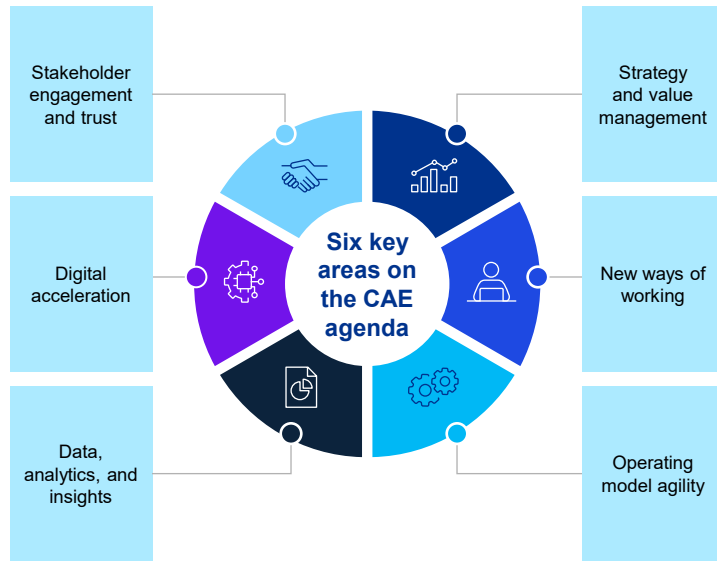 Stakeholder
engagement
and trust
Strategy
and value
management
Digital
acceleration
Six key
areas on
the CAE
agenda
New ways of
working
Data,
analytics, and
insights
Operating
model agility